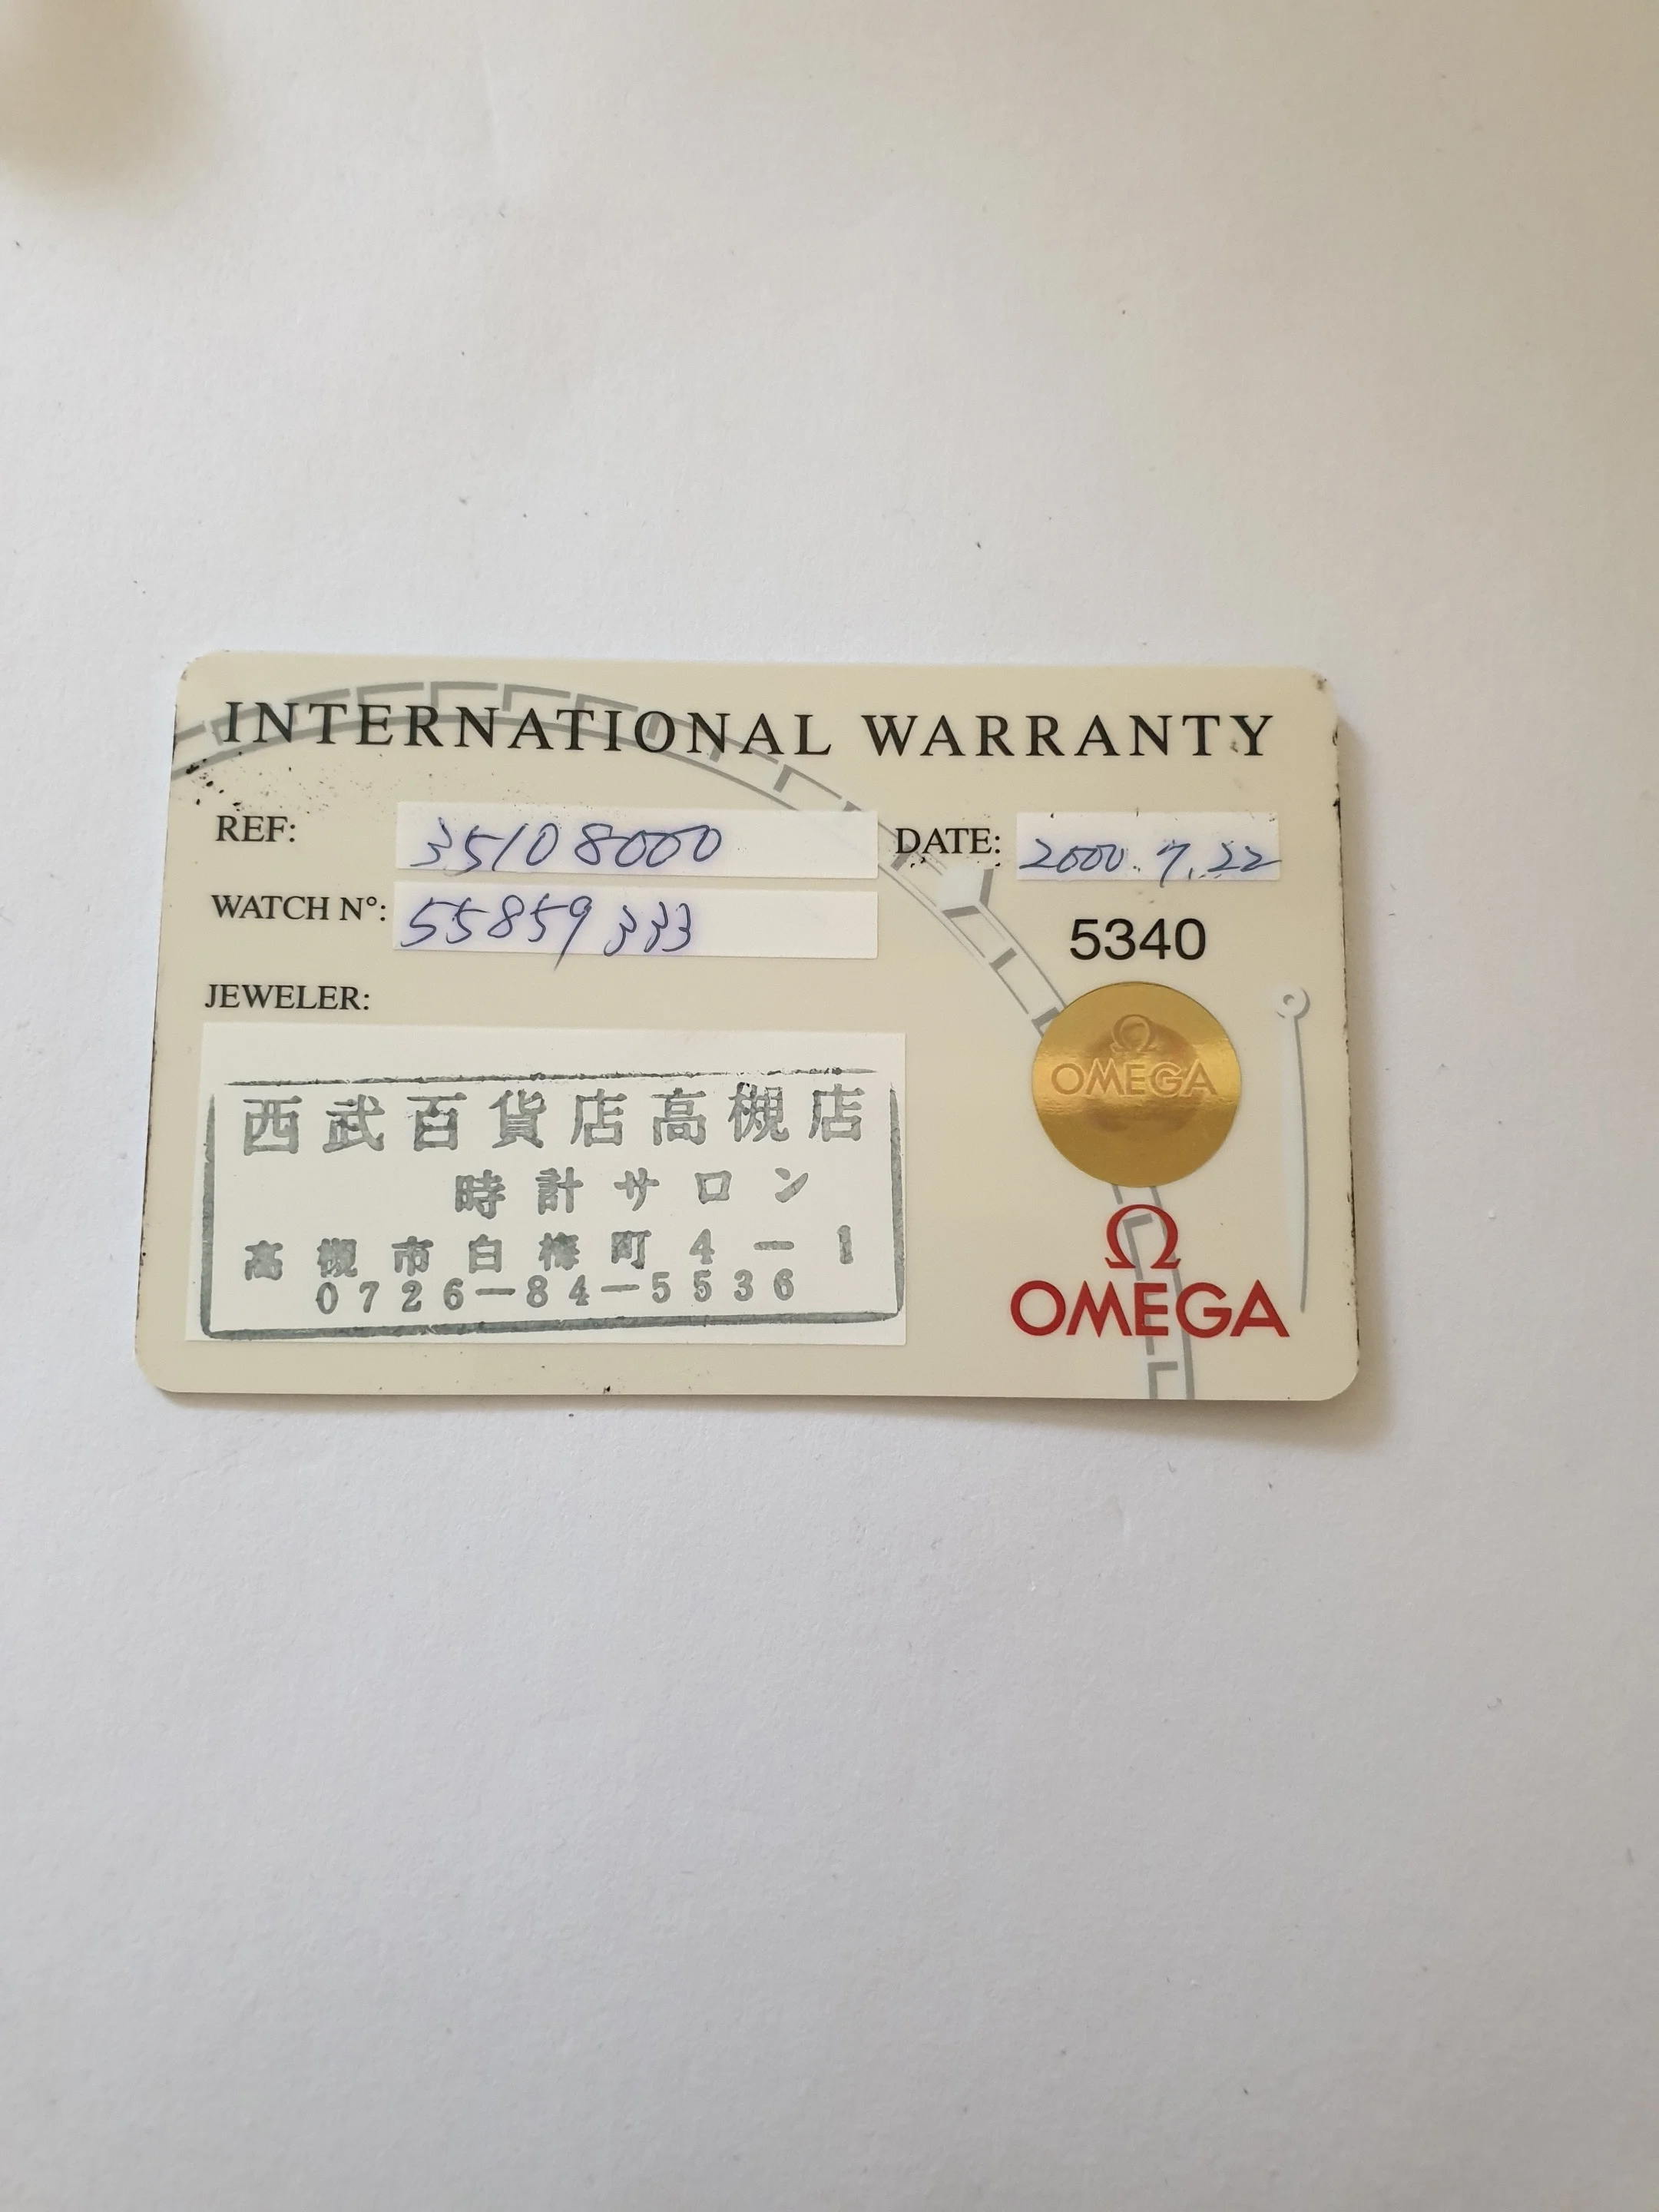 INTERNATIONAL WARRANTY
REF: 35108000
DATE: 2000.7.22
WATCH N°: 55859333
5340
JEWELER:
Ω
OMEGA
西武百貨店高槻店
時計サロン
高槻市白梅町4-1
0726-84-5536
Ω
OMEGA